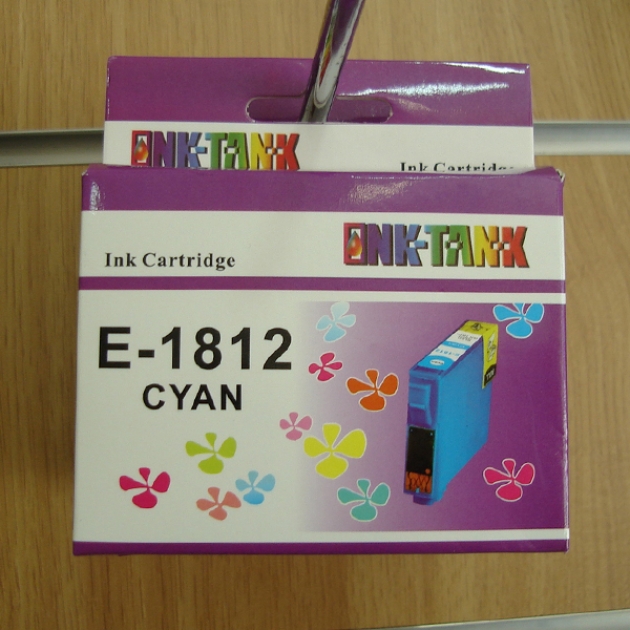 INK-TANK
Ink Cartridge
Ink Cartridge
INK-TANK
E-1812
CYAN